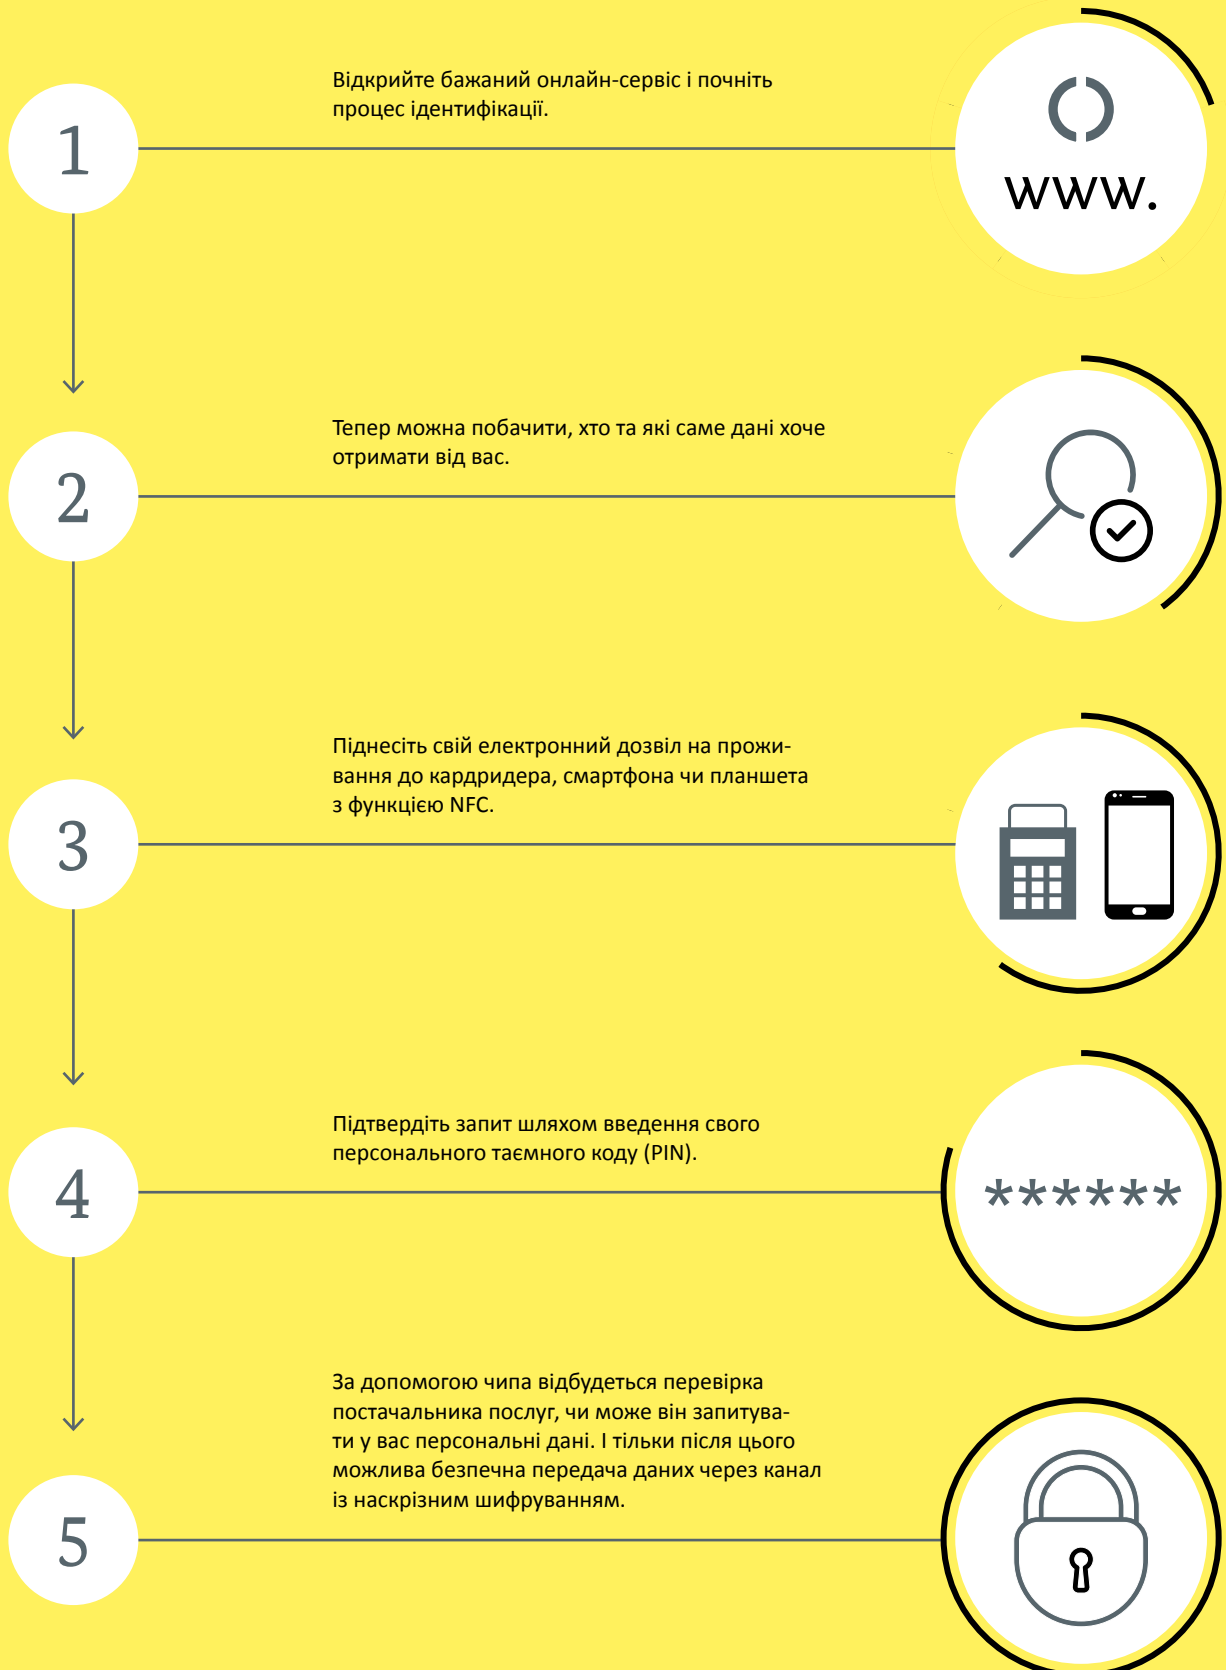 Відкрийте бажаний онлайн-сервіс і почніть
процес ідентифікації.
1
www.
Тепер можна побачити, хто та які саме дані хоче
отримати від вас.
2
Піднесіть свій електронний дозвіл на прожи-
вання до кардридера, смартфона чи планшета
з функцією NFC.
3
Підтвердіть запит шляхом введення свого
персонального таємного коду (PIN).
4
******
За допомогою чипа відбудеться перевірка
постачальника послуг, чи може він запитува-
ти у вас персональні дані. І тільки після цього
можлива безпечна передача даних через канал
із наскрізним шифруванням.
5